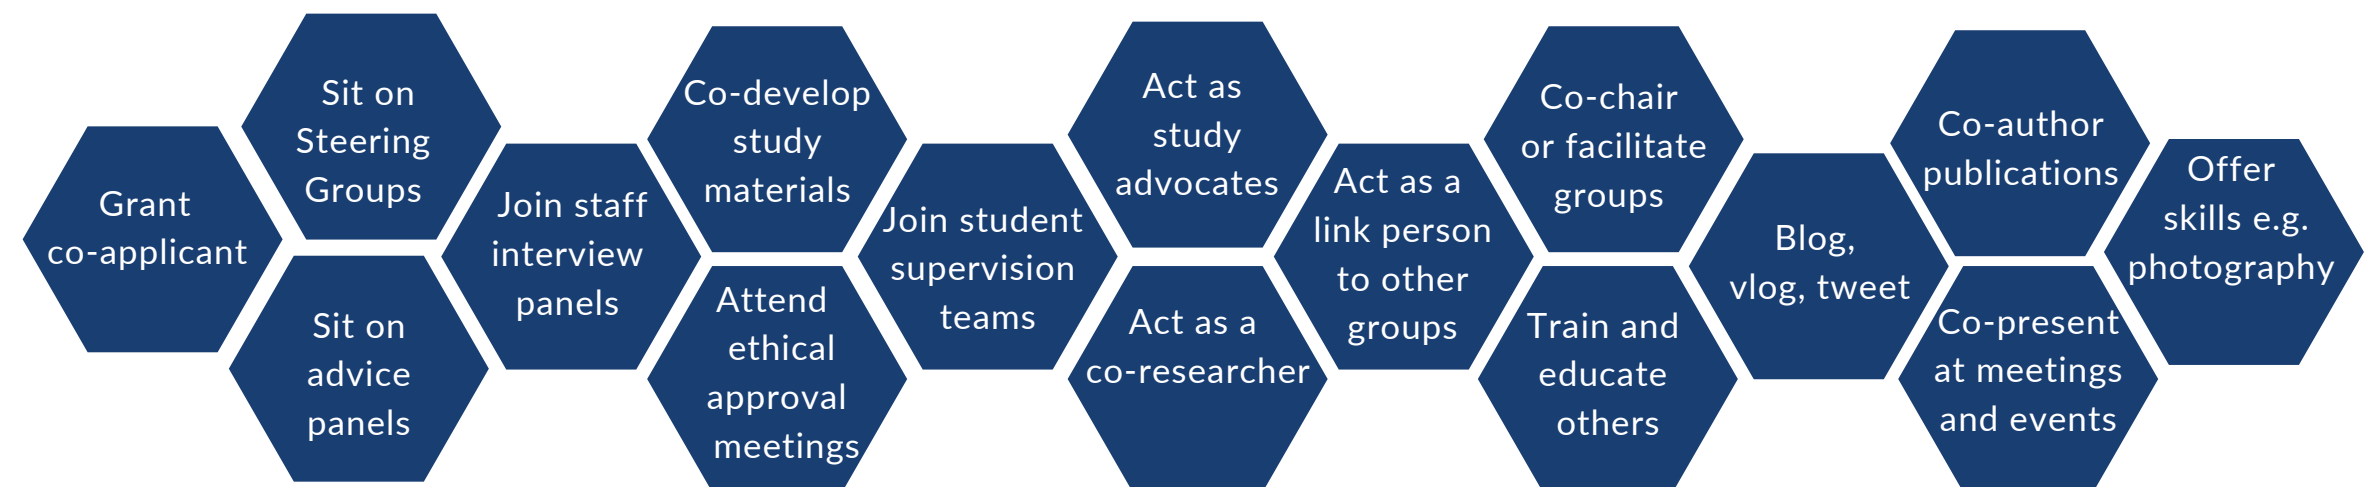 Grant
co-applicant
Sit on
Steering
Groups
Sit on
advice
panels
Join staff
interview
panels
Co-develop
study
materials
Attend
ethical
approval
meetings
Join student
supervision
teams
Act as
study
advocates
Act as a
co-researcher
Act as a
link person
to other
groups
Co-chair
or facilitate
groups
Train and
educate
others
Blog,
vlog, tweet
Co-author
publications
Co-present
at meetings
and events
Offer
skills e.g.
photography